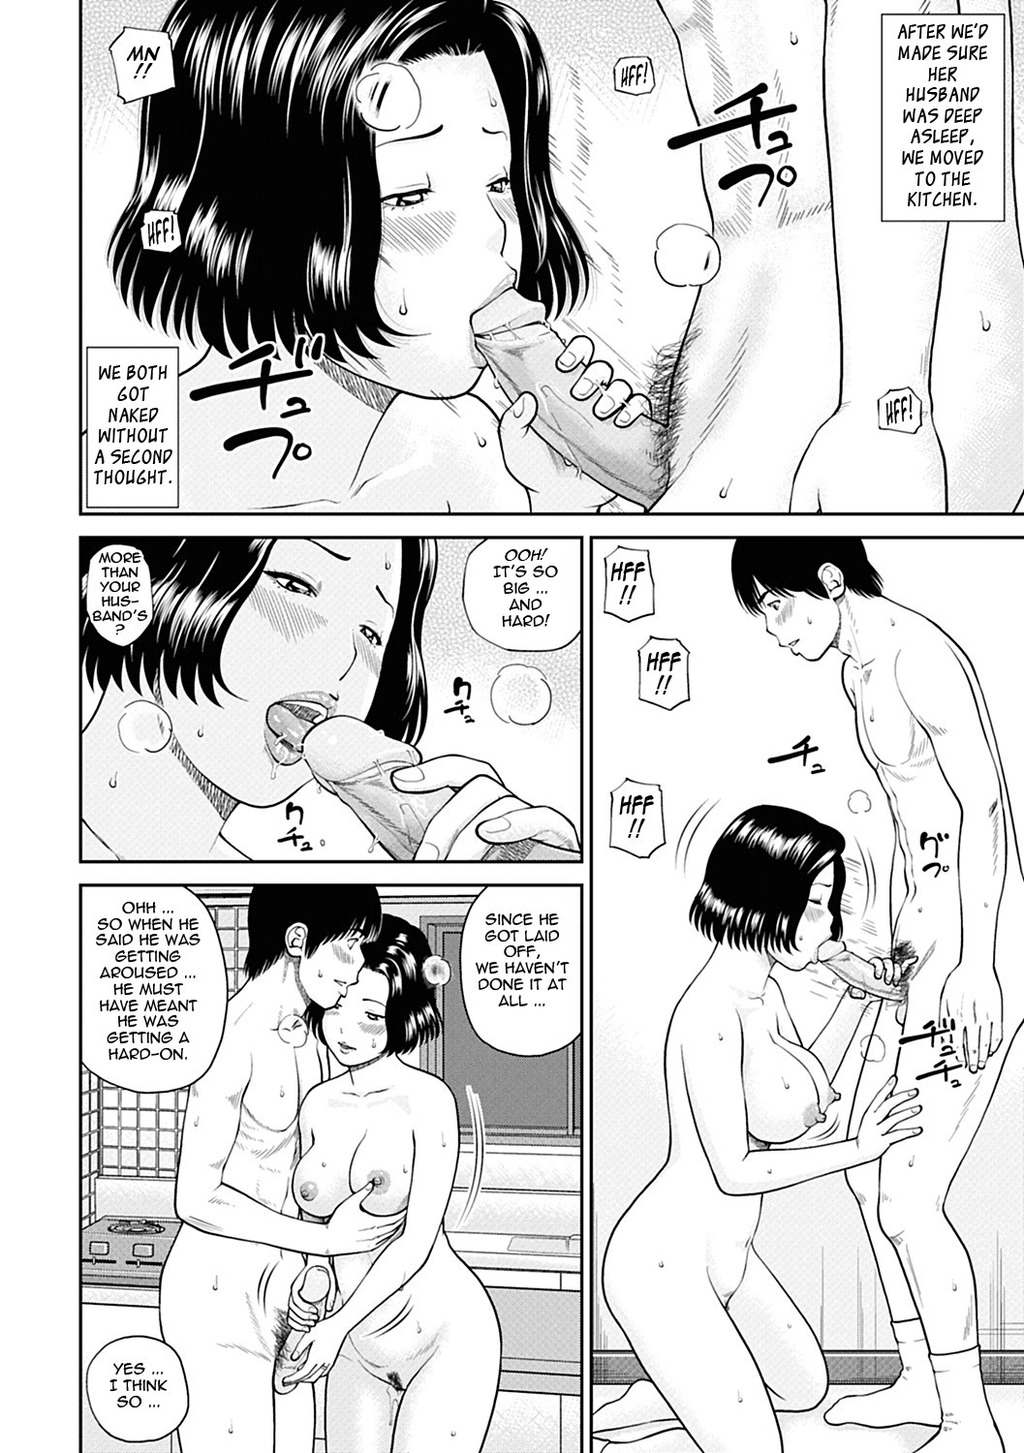 AFTER WE'D
MADE SURE
HER
HUSBAND
WAS DEEP
ASLEEP,
WE MOVED
TO THE
KITCHEN.
HFF!
チュ
プ
MN
!!
HFF!
HFF!
ヂュ
プ
WE BOTH
GOT
NAKED
WITHOUT
A SECOND
THOUGHT.
HFF
!!
HFF
!!
HFF
!!
チュ
グ
プ
ヂュ
チュ
OOH!
IT'S SO
BIG ...
AND
HARD!
MORE
THAN
YOUR
HUS-
BAND'S
?
クチュ
クチュ
SINCE HE
GOT LAID
OFF,
WE HAVEN'T
DONE IT AT
ALL ...
OHH ...
SO WHEN HE
SAID HE WAS
GETTING
AROUSED ...
HE MUST
HAVE MEANT
HE WAS
GETTING A
HARD-ON.
YES ...
I THINK
SO ...